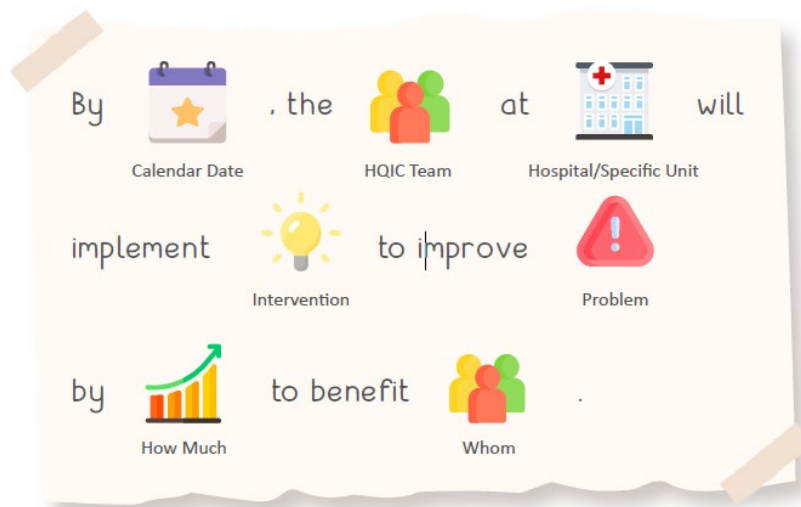 By , the at will
Calendar Date HQIC Team Hospital/Specific Unit
implement to improve
Intervention Problem
by to benefit .
How Much Whom